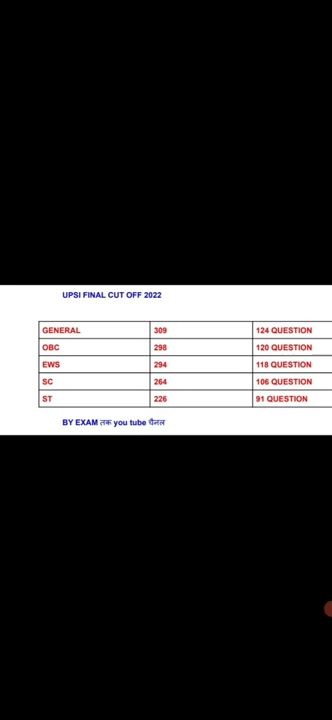 UPSI FINAL CUT OFF 2022
GENERAL 309 124 QUESTION
OBC 298 120 QUESTION
EWS 294 118 QUESTION
SC 264 106 QUESTION
ST 226 91 QUESTION
BY EXAM तक you tube चैनल